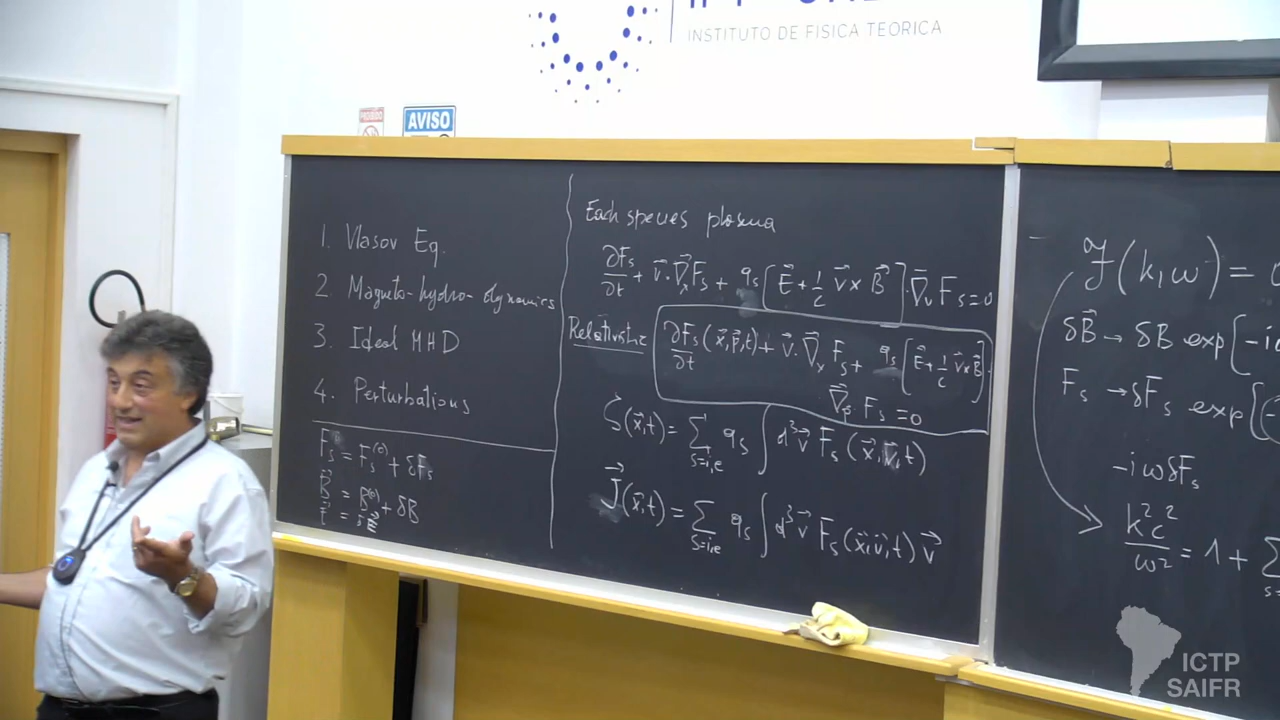 INSTITUTO DE FISICA TEORICA
PROIBIDO
AVISO
1. Vlasov Eq.
2 Magneto-hydro-dynamics
3. Ideal MHD
4. Perturbations
F_s = F_s^(0) + δF_s
B⃗ = B^(0) + δB
E⃗ = δE⃗
Each species plasma
∂F_s/∂t + v⃗·∇⃗_x F_s + q_s [E⃗ + 1/c v⃗ × B⃗]·∇⃗_v F_s = 0
Relativistic
∂F_s/∂t (x⃗,p⃗,t) + v⃗·∇⃗_x F_s + q_s [E⃗ + 1/c v⃗ × B⃗]·
∇⃗_p F_s = 0
ζ(x⃗,t) = ∑_{s=i,e} q_s ∫ d³v⃗ F_s (x⃗,v⃗,t)
J⃗(x⃗,t) = ∑_{s=i,e} q_s ∫ d³v⃗ F_s (x⃗,v⃗,t) v⃗
𝓕(k,ω) = 0
δB⃗ → δB exp[-i
F_s → δF_s exp[(-i
-iωδF_s
k²c²/ω² = 1 + ∑
ICTP
SAIFR